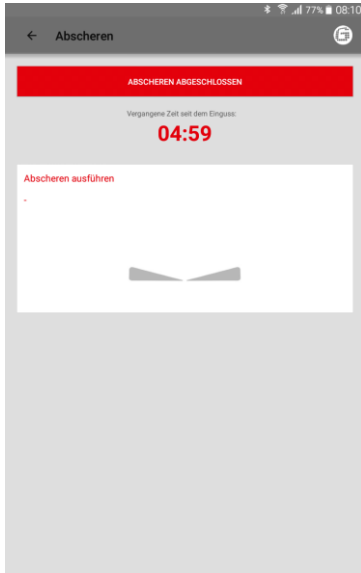 77% 08:10
Abscheren
ABSCHEREN ABGESCHLOSSEN
Vergangene Zeit seit dem Einguss:
04:59
Abscheren ausführen
-